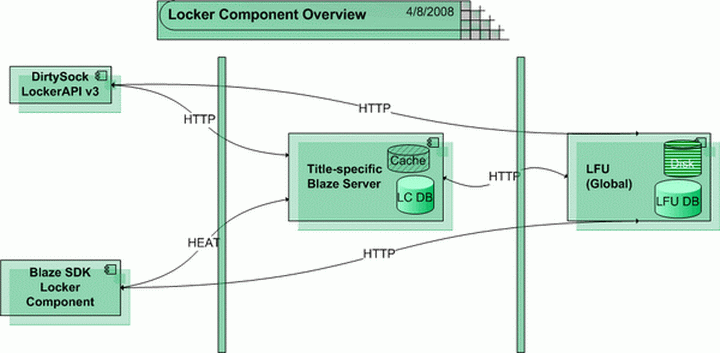 Locker Component Overview
4/8/2008
DirtySock
LockerAPI v3
HTTP
HTTP
Title-specific
Blaze Server
Cache
LC DB
HTTP
LFU
(Global)
Disk
LFU DB
HEAT
HTTP
Blaze SDK
Locker
Component